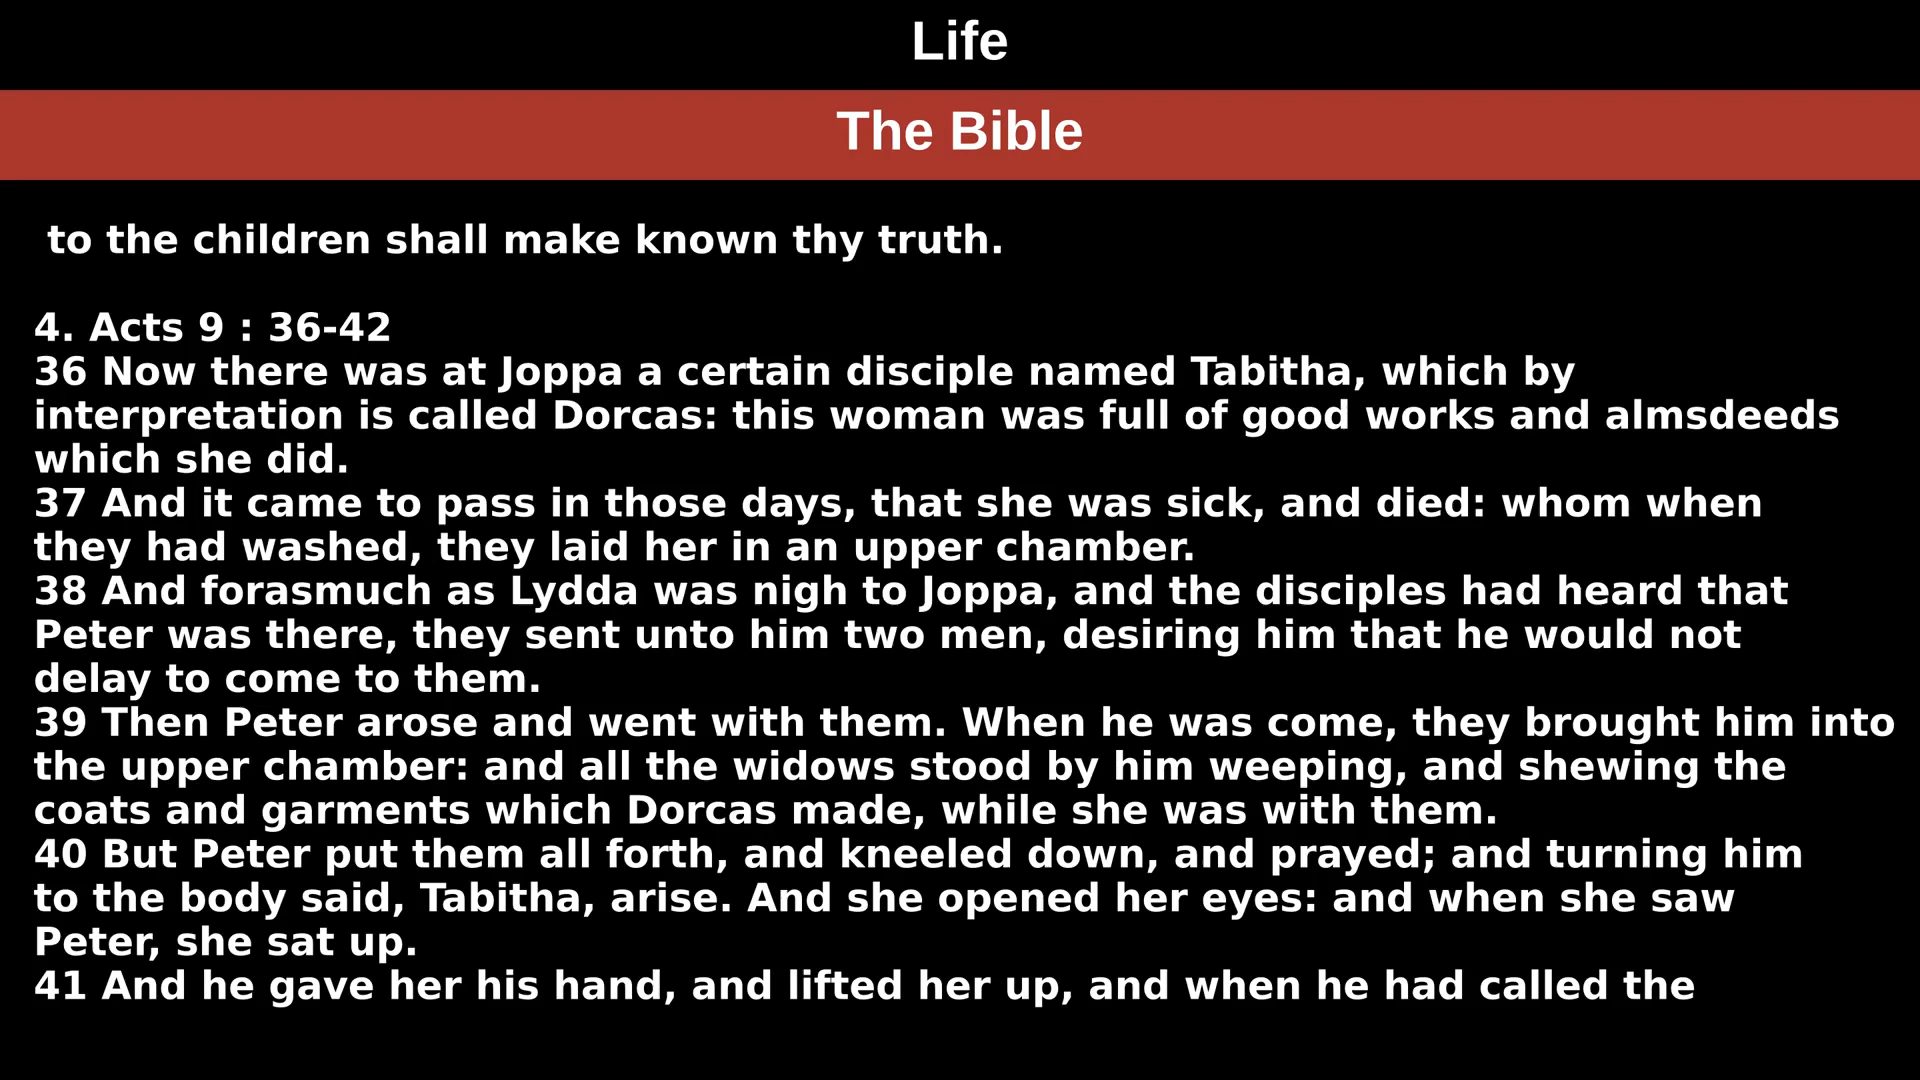 Life
The Bible
to the children shall make known thy truth.
4. Acts 9 : 36-42
36 Now there was at Joppa a certain disciple named Tabitha, which by
interpretation is called Dorcas: this woman was full of good works and almsdeeds
which she did.
37 And it came to pass in those days, that she was sick, and died: whom when
they had washed, they laid her in an upper chamber.
38 And forasmuch as Lydda was nigh to Joppa, and the disciples had heard that
Peter was there, they sent unto him two men, desiring him that he would not
delay to come to them.
39 Then Peter arose and went with them. When he was come, they brought him into
the upper chamber: and all the widows stood by him weeping, and shewing the
coats and garments which Dorcas made, while she was with them.
40 But Peter put them all forth, and kneeled down, and prayed; and turning him
to the body said, Tabitha, arise. And she opened her eyes: and when she saw
Peter, she sat up.
41 And he gave her his hand, and lifted her up, and when he had called the